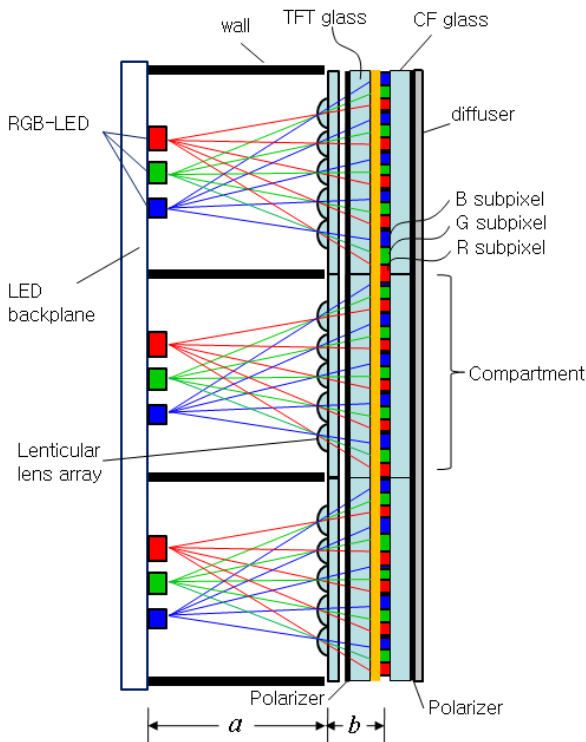 TFT glass
CF glass
wall
RGB-LED
diffuser
B subpixel
G subpixel
R subpixel
LED
backplane
Compartment
Lenticular
lens array
Polarizer
Polarizer
a
b